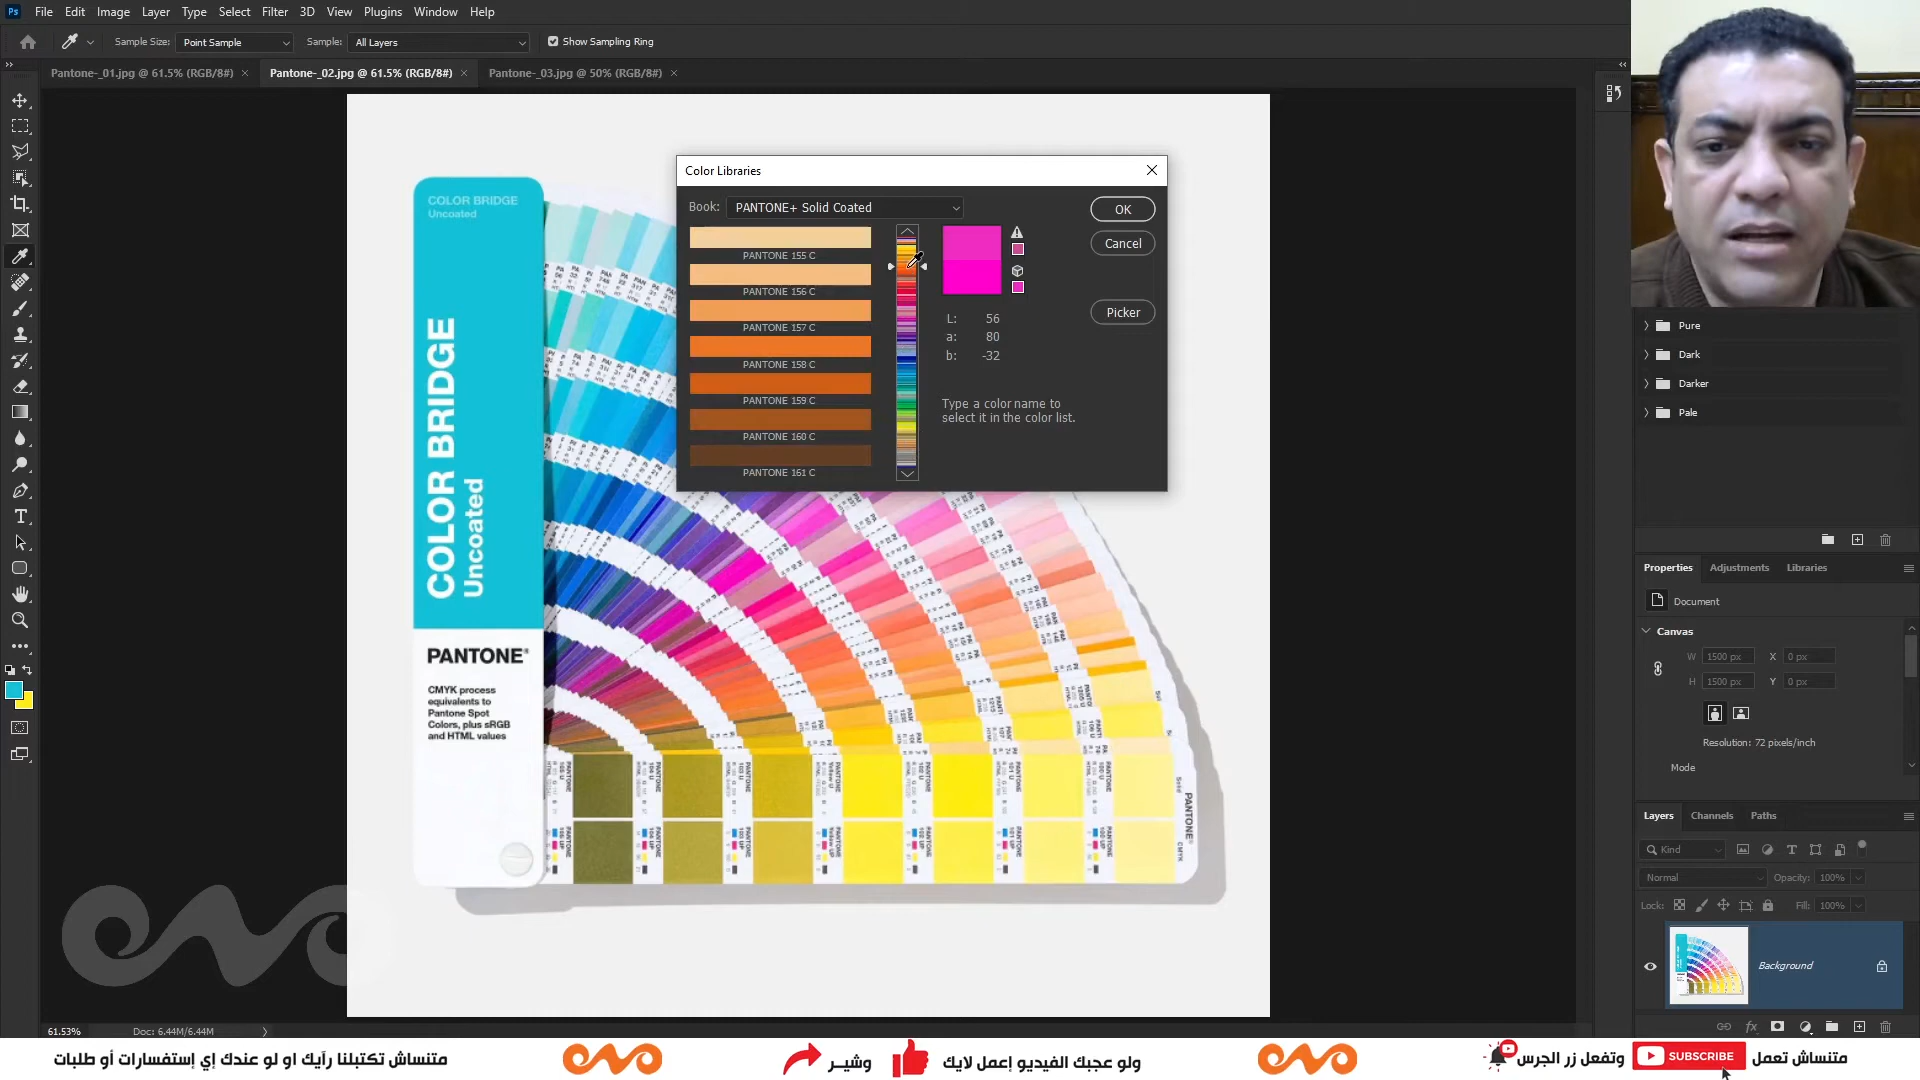 File Edit Image Layer Type Select Filter 3D View Plugins Window Help
Sample Size: Point Sample Sample: All Layers Show Sampling Ring
Pantone-_01.jpg @ 61.5% (RGB/8#) × Pantone-_02.jpg @ 61.5% (RGB/8#) × Pantone-_03.jpg @ 50% (RGB/8#) ×
Color Libraries
Book: PANTONE+ Solid Coated
OK
Cancel
Picker
PANTONE 155 C
PANTONE 156 C
PANTONE 157 C
PANTONE 158 C
PANTONE 159 C
PANTONE 160 C
PANTONE 161 C
L: 56
a: 80
b: -32
Type a color name to
select it in the color list.
COLOR BRIDGE
Uncoated
COLOR BRIDGE
Uncoated
PANTONE®
CMYK process
equivalents to
Pantone Spot
Colors, plus sRGB
and HTML values
PANTONE®
CMYK
Pure
Dark
Darker
Pale
Properties Adjustments Libraries
Document
Canvas
W 1500 px X 0 px
H 1500 px Y 0 px
Resolution: 72 pixels/inch
Mode
Layers Channels Paths
Kind
Normal Opacity: 100%
Lock: Fill: 100%
Background
61.53% Doc: 6.44M/6.44M
متنساش تعمل SUBSCRIBE وتفعل زر الجرس
ولو عجبك الفيديو إعمل لايك وشير
متنساش تكتبلنا رآيك او لو عندك إي إستفسارات أو طلبات